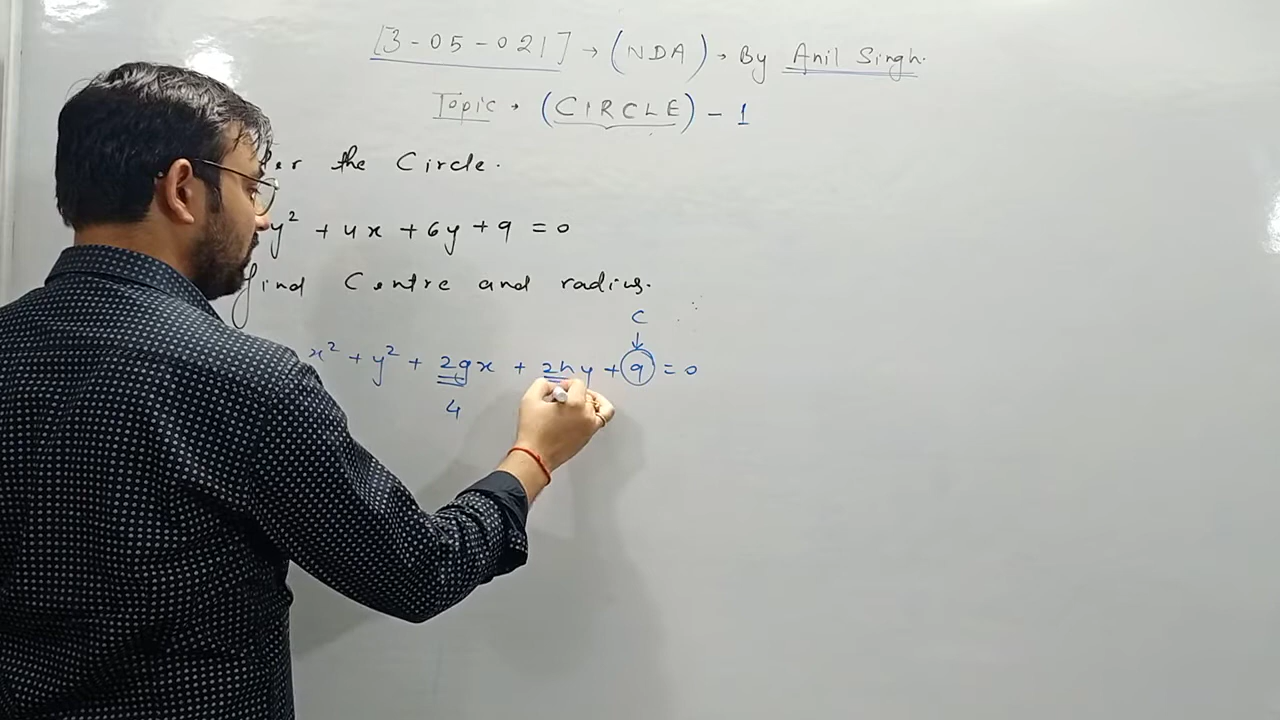 [3-05-021] → (NDA) → By Anil Singh.
Topic → (CIRCLE) - 1
the Circle.
y² + 4x + 6y + 9 = 0
find Centre and radius.
C
↓
x² + y² + 2gx + 2hy + 9 = 0
4